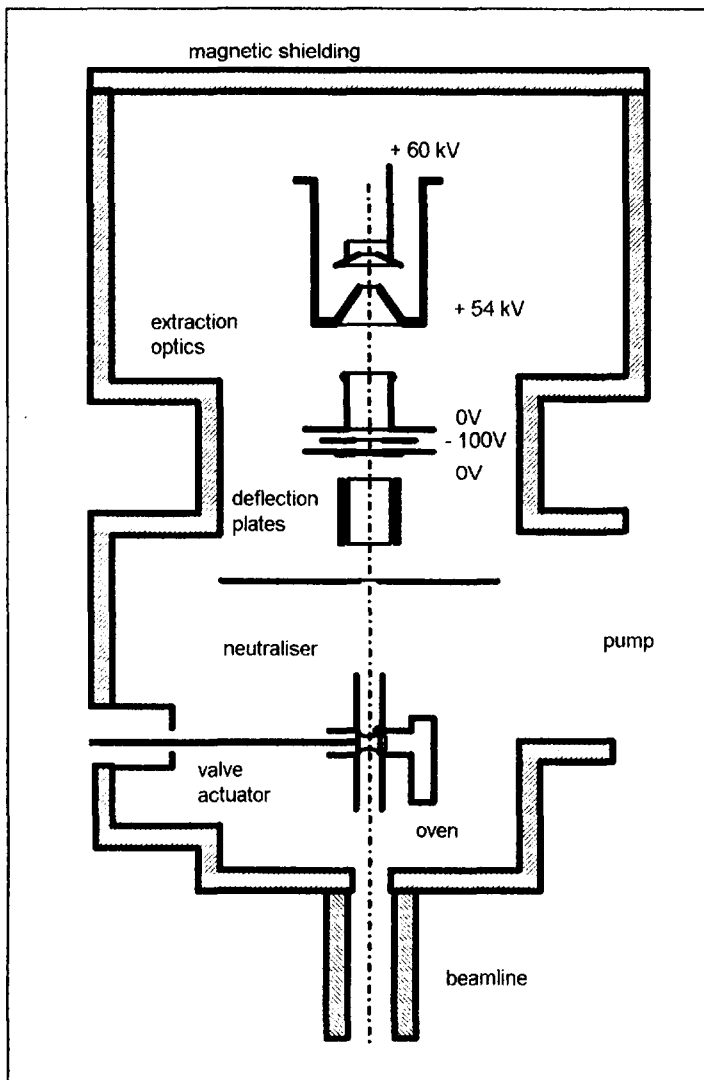 magnetic shielding
+ 60 kV
+ 54 kV
extraction
optics
0V
- 100V
0V
deflection
plates
neutraliser
pump
valve
actuator
oven
beamline